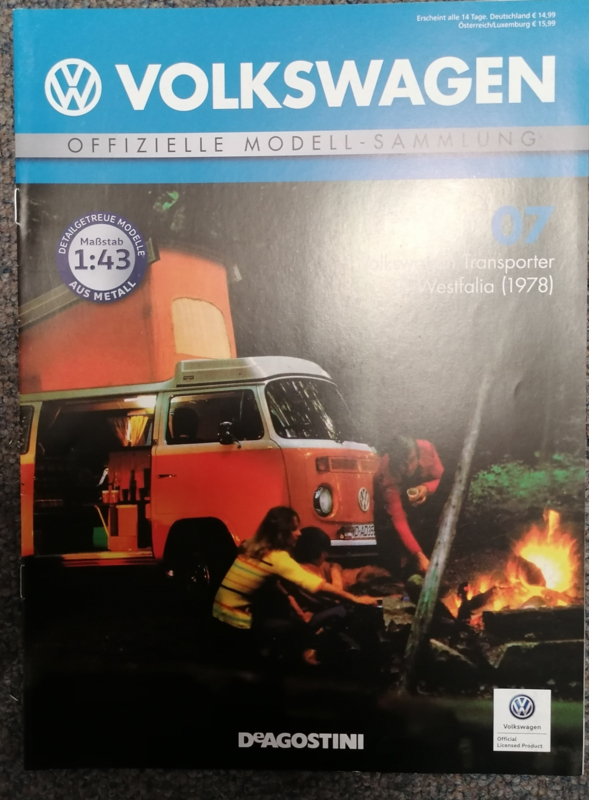 Erscheint alle 14 Tage. Deutschland € 14,99
Österreich/Luxemburg € 15,99
VOLKSWAGEN
OFFIZIELLE MODELL-SAMMLUNG
DETAILGETREUE MODELLE
Maßstab
1:43
AUS METALL
07
Transporter
Westfalia (1978)
DeAGOSTINI
Volkswagen
Official
Licensed Product